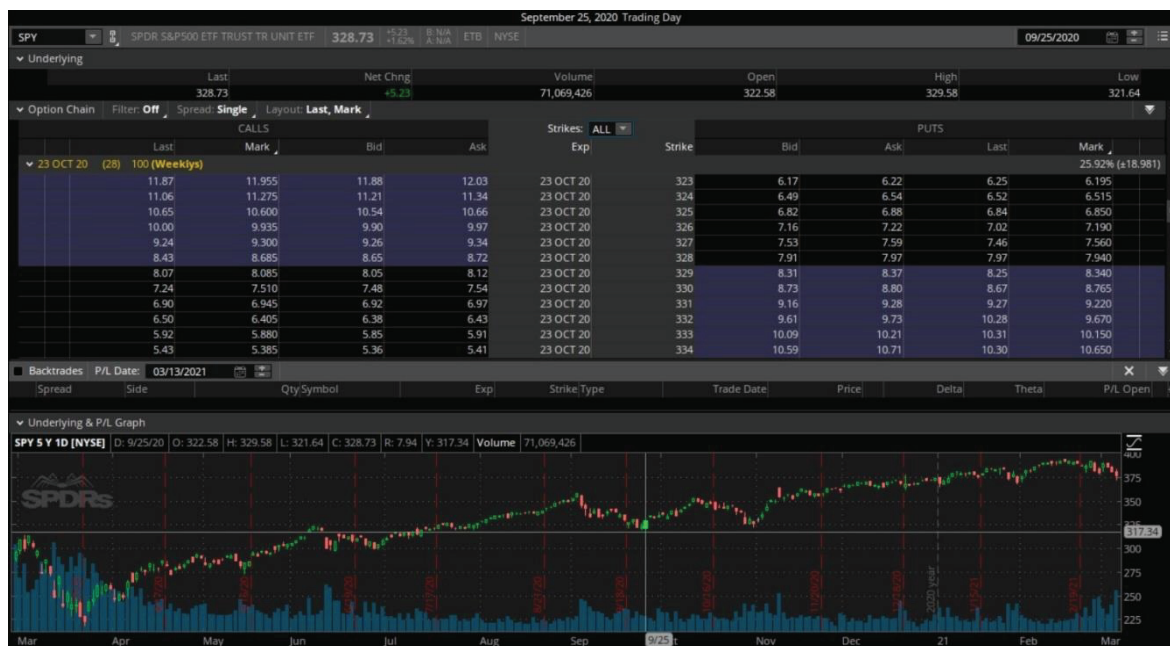 September 25, 2020 Trading Day
SPY SPDR S&P500 ETF TRUST TR UNIT ETF 328.73 +5.23 +1.62% B: N/A A: N/A ETB NYSE 09/25/2020
Underlying
Last Net Chng Volume Open High Low
328.73 +5.23 71,069,426 322.58 329.58 321.64
Option Chain Filter: Off Spread: Single Layout: Last, Mark
CALLS Strikes: ALL PUTS
Last Mark Bid Ask Exp Strike Bid Ask Last Mark
23 OCT 20 (28) 100 (Weeklys) 25.92% (±18.981)
11.87 11.955 11.88 12.03 23 OCT 20 323 6.17 6.22 6.25 6.195
11.06 11.275 11.21 11.34 23 OCT 20 324 6.49 6.54 6.52 6.515
10.65 10.600 10.54 10.66 23 OCT 20 325 6.82 6.88 6.84 6.850
10.00 9.935 9.90 9.97 23 OCT 20 326 7.16 7.22 7.02 7.190
9.24 9.300 9.26 9.34 23 OCT 20 327 7.53 7.59 7.46 7.560
8.43 8.685 8.65 8.72 23 OCT 20 328 7.91 7.97 7.97 7.940
8.07 8.085 8.05 8.12 23 OCT 20 329 8.31 8.37 8.25 8.340
7.24 7.510 7.48 7.54 23 OCT 20 330 8.73 8.80 8.67 8.765
6.90 6.945 6.92 6.97 23 OCT 20 331 9.16 9.28 9.27 9.220
6.50 6.405 6.38 6.43 23 OCT 20 332 9.61 9.73 10.28 9.670
5.92 5.880 5.85 5.91 23 OCT 20 333 10.09 10.21 10.31 10.150
5.43 5.385 5.36 5.41 23 OCT 20 334 10.59 10.71 10.30 10.650
Backtrades P/L Date: 03/13/2021
Spread Side Qty Symbol Exp Strike Type Trade Date Price Delta Theta P/L Open
Underlying & P/L Graph
SPY 5 Y 1D [NYSE] D: 9/25/20 O: 322.58 H: 329.58 L: 321.64 C: 328.73 R: 7.94 Y: 317.34 Volume 71,069,426
400
375
SPDRs
350
317.34
300
275
250
225
2020 year
Mar Apr May Jun Jul Aug Sep 9/25 Nov Dec 21 Feb Mar